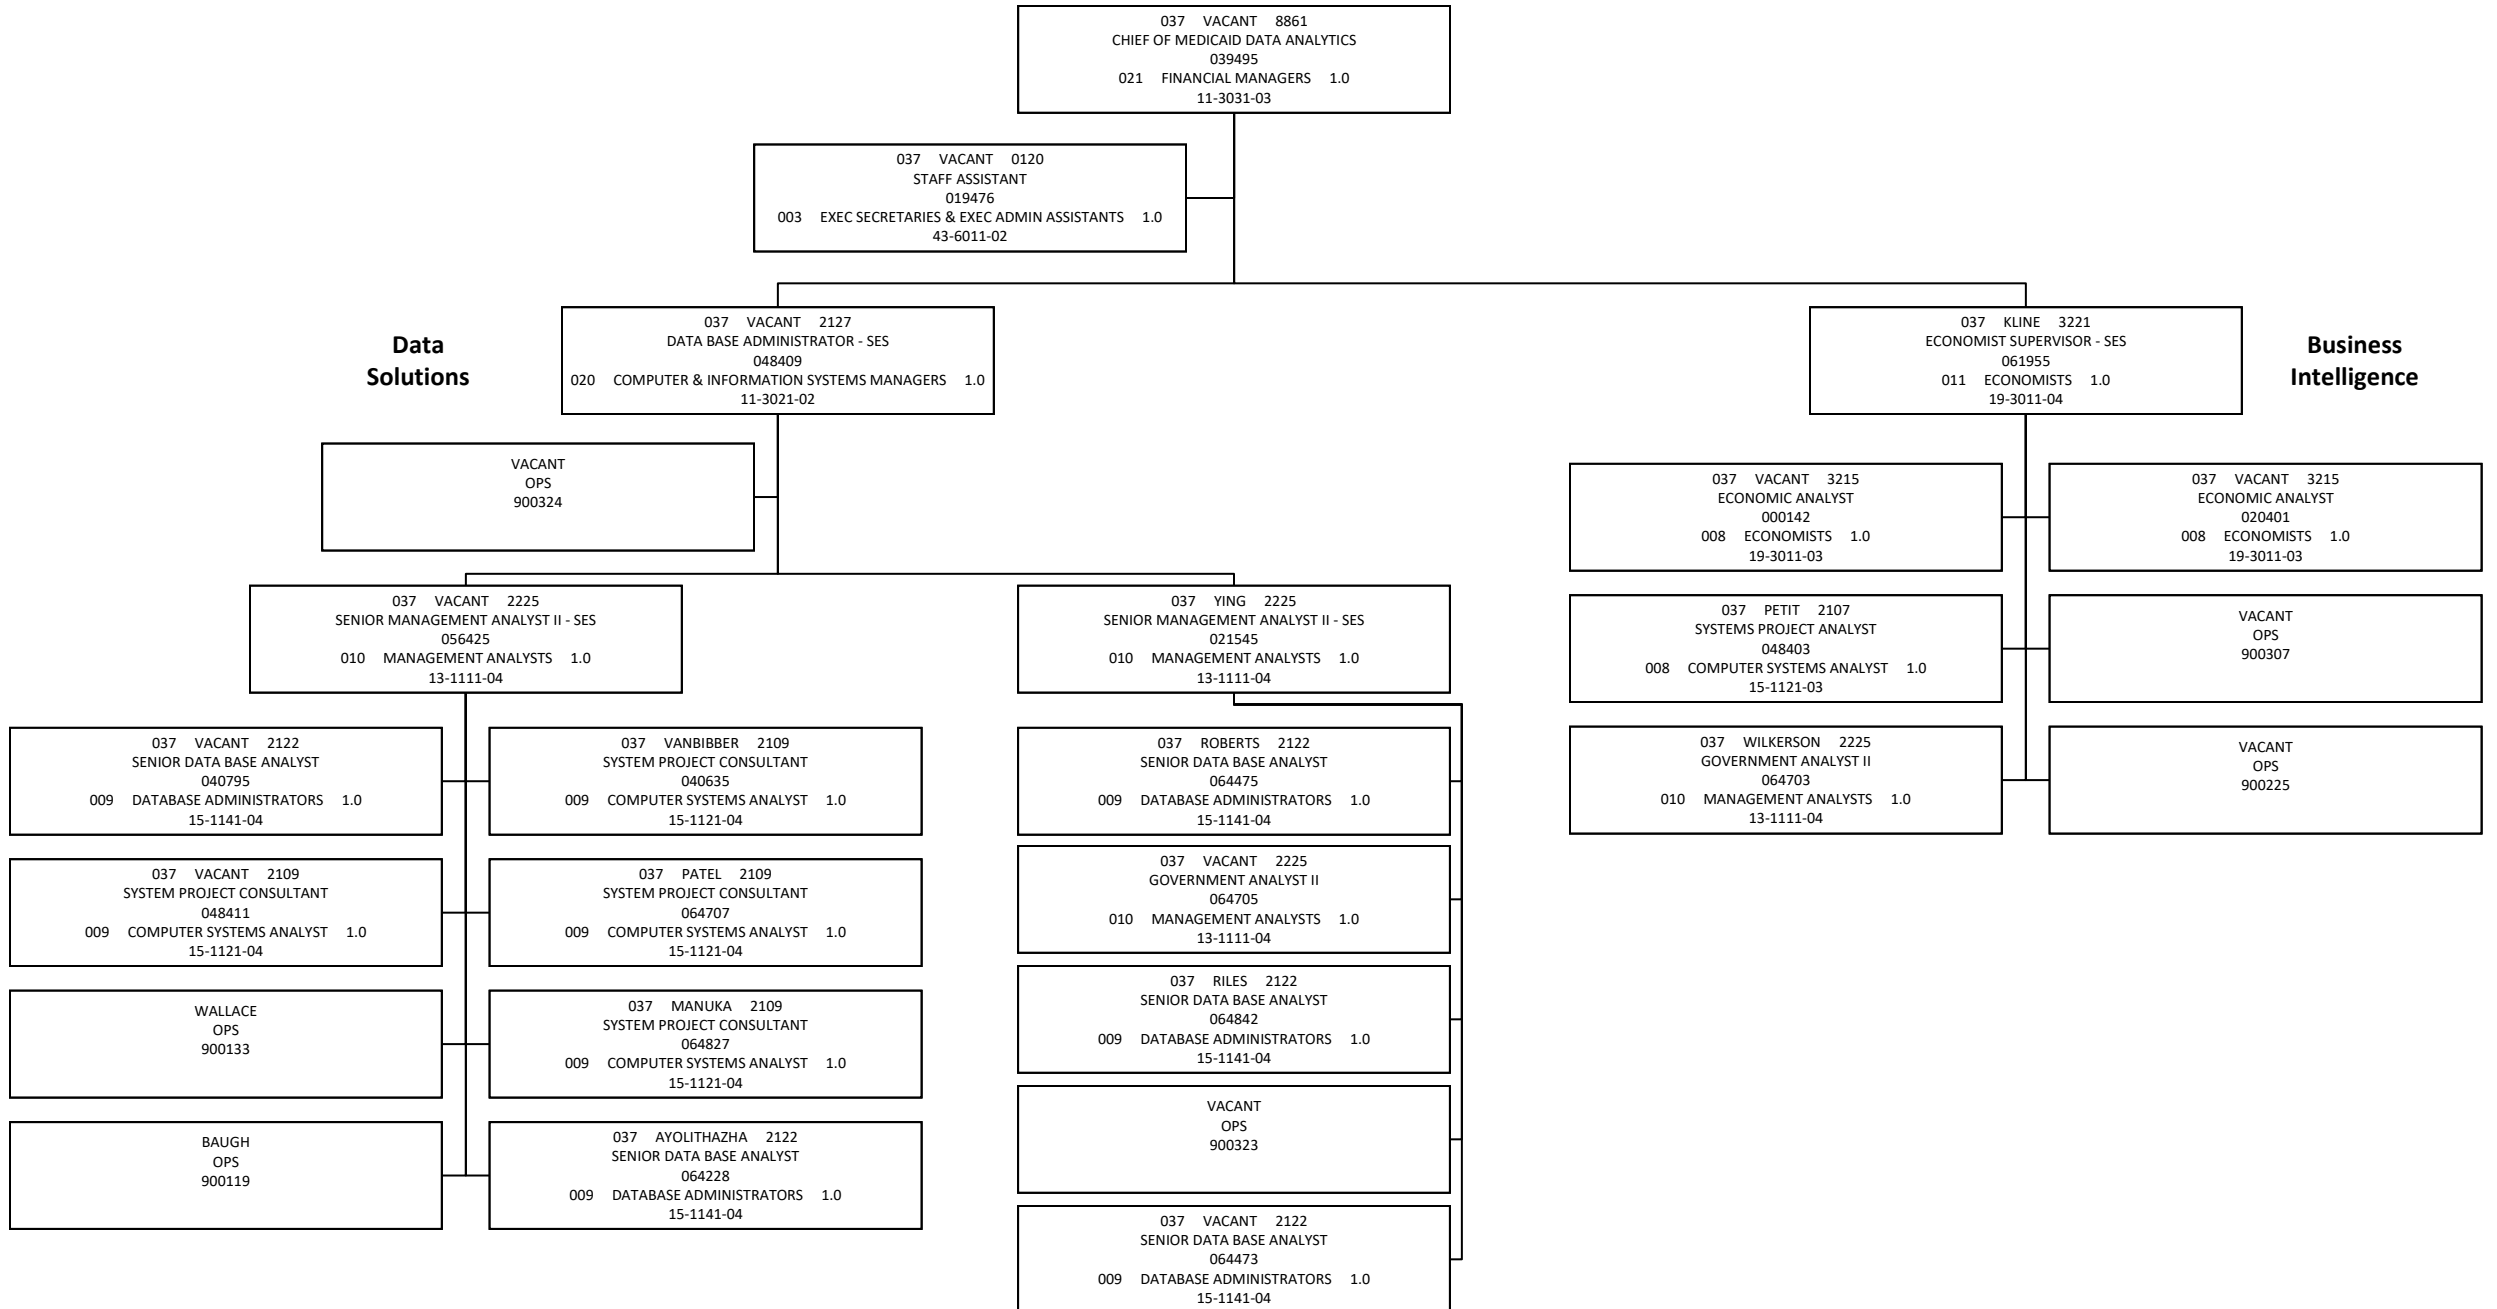 037 VACANT 8861
CHIEF OF MEDICAID DATA ANALYTICS
039495
021 FINANCIAL MANAGERS 1.0
11-3031-03
037 VACANT 0120
STAFF ASSISTANT
019476
003 EXEC SECRETARIES & EXEC ADMIN ASSISTANTS 1.0
43-6011-02
Data
Solutions
037 VACANT 2127
DATA BASE ADMINISTRATOR - SES
048409
020 COMPUTER & INFORMATION SYSTEMS MANAGERS 1.0
11-3021-02
037 KLINE 3221
ECONOMIST SUPERVISOR - SES
061955
011 ECONOMISTS 1.0
19-3011-04
Business
Intelligence
VACANT
OPS
900324
037 VACANT 2225
SENIOR MANAGEMENT ANALYST II - SES
056425
010 MANAGEMENT ANALYSTS 1.0
13-1111-04
037 YING 2225
SENIOR MANAGEMENT ANALYST II - SES
021545
010 MANAGEMENT ANALYSTS 1.0
13-1111-04
037 VACANT 2122
SENIOR DATA BASE ANALYST
040795
009 DATABASE ADMINISTRATORS 1.0
15-1141-04
037 VANBIBBER 2109
SYSTEM PROJECT CONSULTANT
040635
009 COMPUTER SYSTEMS ANALYST 1.0
15-1121-04
037 VACANT 2109
SYSTEM PROJECT CONSULTANT
048411
009 COMPUTER SYSTEMS ANALYST 1.0
15-1121-04
037 PATEL 2109
SYSTEM PROJECT CONSULTANT
064707
009 COMPUTER SYSTEMS ANALYST 1.0
15-1121-04
WALLACE
OPS
900133
037 MANUKA 2109
SYSTEM PROJECT CONSULTANT
064827
009 COMPUTER SYSTEMS ANALYST 1.0
15-1121-04
BAUGH
OPS
900119
037 AYOLITHAZHA 2122
SENIOR DATA BASE ANALYST
064228
009 DATABASE ADMINISTRATORS 1.0
15-1141-04
037 ROBERTS 2122
SENIOR DATA BASE ANALYST
064475
009 DATABASE ADMINISTRATORS 1.0
15-1141-04
037 VACANT 2225
GOVERNMENT ANALYST II
064705
010 MANAGEMENT ANALYSTS 1.0
13-1111-04
037 RILES 2122
SENIOR DATA BASE ANALYST
064842
009 DATABASE ADMINISTRATORS 1.0
15-1141-04
VACANT
OPS
900323
037 VACANT 2122
SENIOR DATA BASE ANALYST
064473
009 DATABASE ADMINISTRATORS 1.0
15-1141-04
037 VACANT 3215
ECONOMIC ANALYST
000142
008 ECONOMISTS 1.0
19-3011-03
037 VACANT 3215
ECONOMIC ANALYST
020401
008 ECONOMISTS 1.0
19-3011-03
037 PETIT 2107
SYSTEMS PROJECT ANALYST
048403
008 COMPUTER SYSTEMS ANALYST 1.0
15-1121-03
VACANT
OPS
900307
037 WILKERSON 2225
GOVERNMENT ANALYST II
064703
010 MANAGEMENT ANALYSTS 1.0
13-1111-04
VACANT
OPS
900225